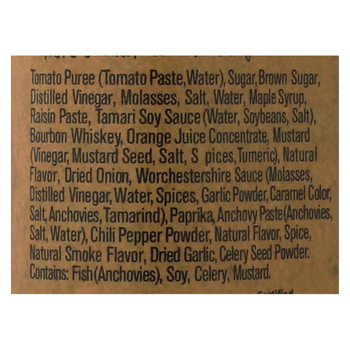 Tomato Puree (Tomato Paste,Water), Sugar, Brown Sugar,
Distilled Vinegar, Molasses, Salt, Water, Maple Syrup,
Raisin Paste, Tamari Soy Sauce (Water, Soybeans, Salt),
Bourbon Whiskey, Orange Juice Concentrate, Mustard
(Vinegar, Mustard Seed, Salt, S pices, Tumeric), Natural
Flavor, Dried Onion, Worchestershire Sauce (Molasses,
Distilled Vinegar, Water, Spices, Garlic Powder, Caramel Color,
Salt, Anchovies, Tamarind), Paprika, Anchovy Paste (Anchovies,
Salt, Water), Chili Pepper Powder, Natural Flavor, Spice,
Natural Smoke Flavor, Dried Garlic, Celery Seed Powder.
Contains: Fish (Anchovies), Soy, Celery, Mustard.